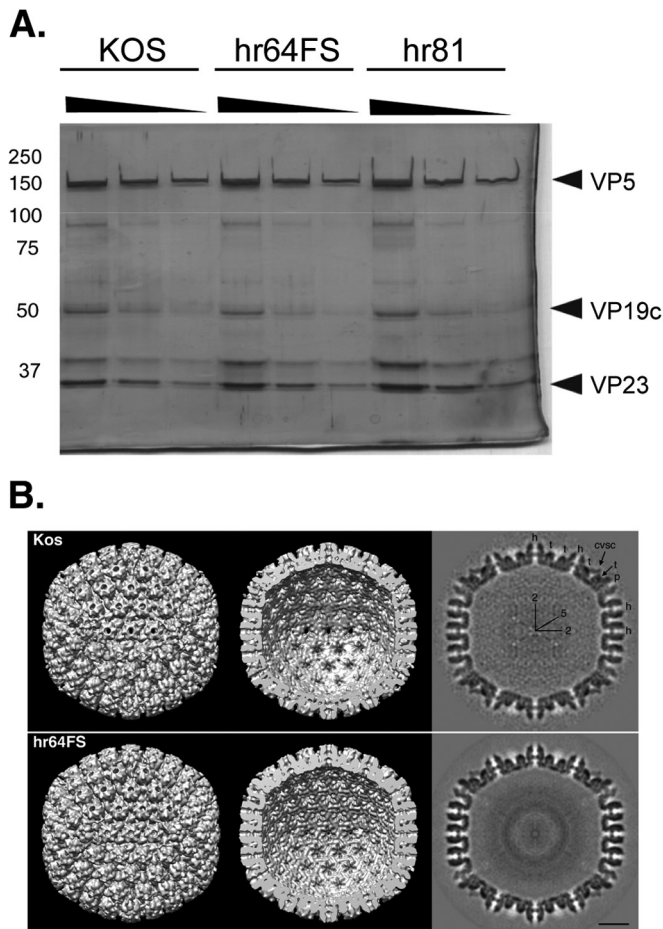 A.
KOS hr64FS hr81
250
150
100
75
50
37
VP5
VP19c
VP23
B.
Kos
h
t
t
h
t
cvsc
t
p
h
h
2
5
2
hr64FS